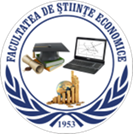 FACULTATEA DE ŞTIINŢE ECONOMICE
1953